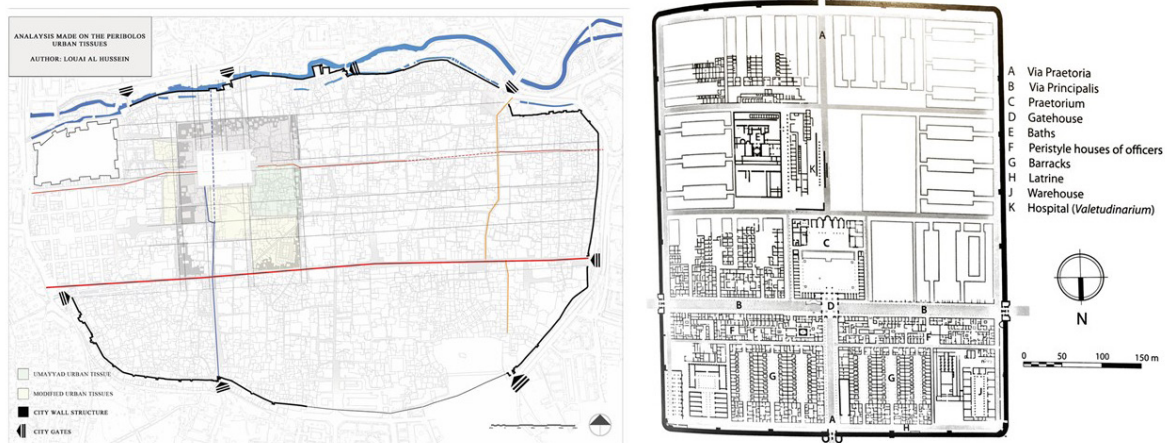 ANALAYSIS MADE ON THE PERIBOLOS
URBAN TISSUES
AUTHOR: LOUAI AL HUSSEIN
UMAYYAD URBAN TISSUE
MODIFIED URBAN TISSUES
CITY WALL STRUCTURE
CITY GATES
A
E
K
C
B
D
B
F
F
G
G
J
A
H
A Via Praetoria
B Via Principalis
C Praetorium
D Gatehouse
E Baths
F Peristyle houses of officers
G Barracks
H Latrine
J Warehouse
K Hospital (Valetudinarium)
N
0 50 100 150 m